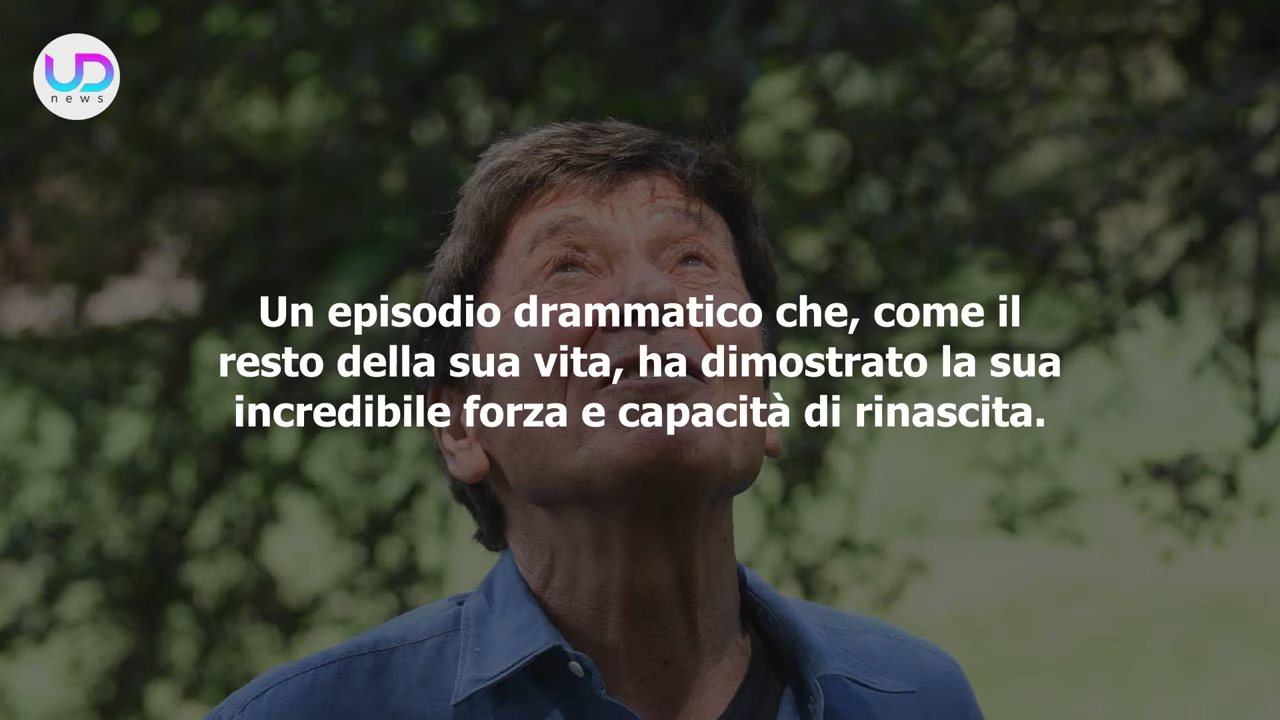 UD
news
Un episodio drammatico che, come il
resto della sua vita, ha dimostrato la sua
incredibile forza e capacità di rinascita.